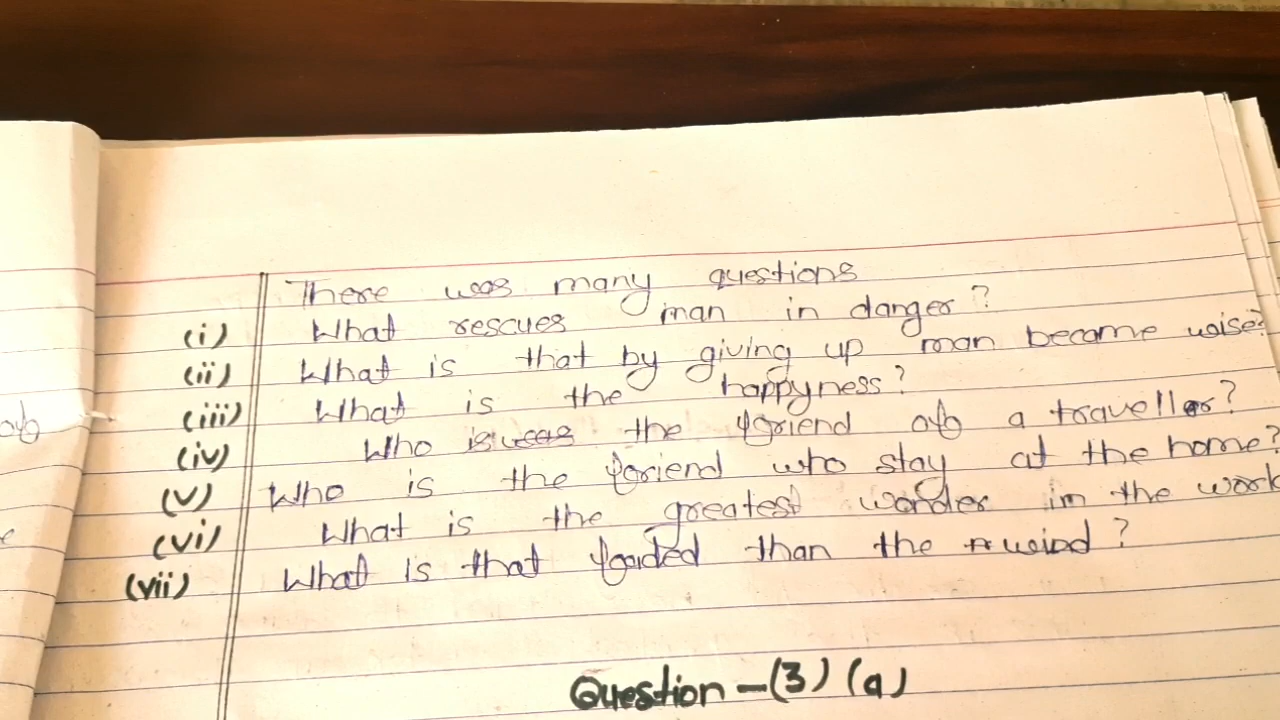 There was many questions
(i) What rescues man in danger?
(ii) What is that by giving up man become wise?
(iii) What is the happyness?
(iv) Who is the friend of a traveller?
(v) Who is the friend who stay at the home?
(vi) What is the greatest wonder in the work
(vii) What is that faided than the wind?
Question-(3) (a)